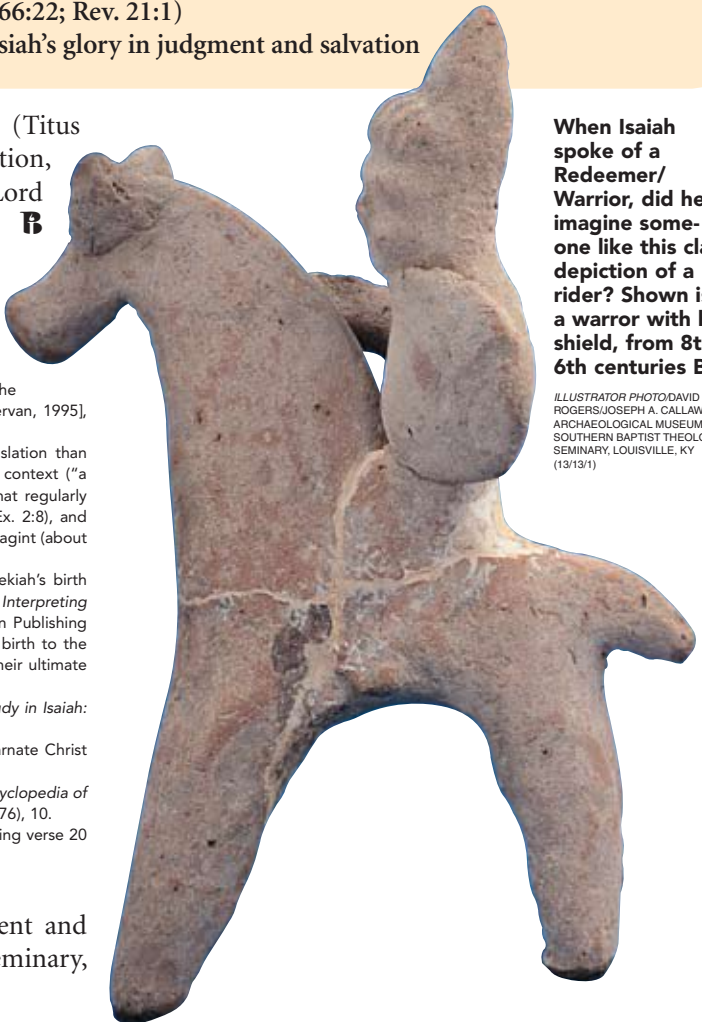 66:22; Rev. 21:1)
siah's glory in judgment and salvation
(Titus
tion,
Lord
B
he
ervan, 1995],
slation than
context ("a
hat regularly
Ex. 2:8), and
agint (about
ekiah's birth
Interpreting
n Publishing
birth to the
heir ultimate
udy in Isaiah:
arnate Christ
yclopedia of
76), 10.
ing verse 20
ent and
eminary,
When Isaiah
spoke of a
Redeemer/
Warrior, did he
imagine some-
one like this cla
depiction of a
rider? Shown is
a warror with
shield, from 8t
6th centuries B
ILLUSTRATOR PHOTO/DAVID
ROGERS/JOSEPH A. CALLAW
ARCHAEOLOGICAL MUSEUM
SOUTHERN BAPTIST THEOLO
SEMINARY, LOUISVILLE, KY
(13/13/1)